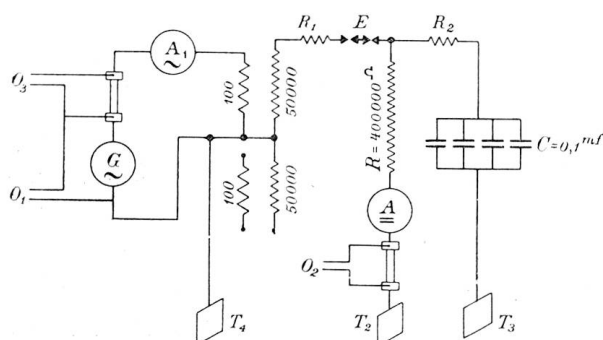 R₁
E
R₂
A₁
O₃
100
50000
R = 400000 Ω
C = 0,1 mf
G
O₁
100
50000
A
O₂
T₄
T₂
T₃